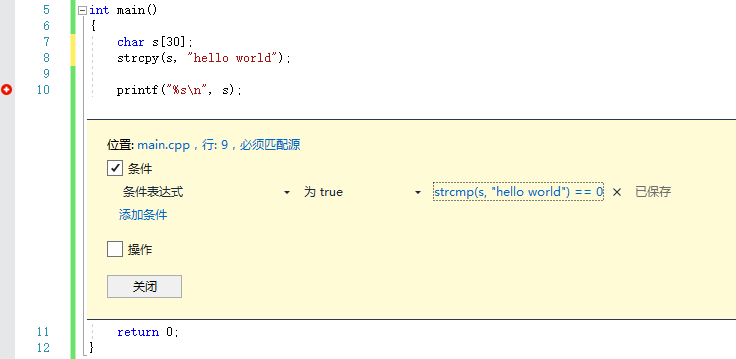 5 int main()
6 {
7 char s[30];
8 strcpy(s, "hello world");
9
10 printf("%s\n", s);
位置: main.cpp，行: 9，必须匹配源
条件
条件表达式 为 true strcmp(s, "hello world") == 0 × 已保存
添加条件
操作
关闭
11 return 0;
12 }